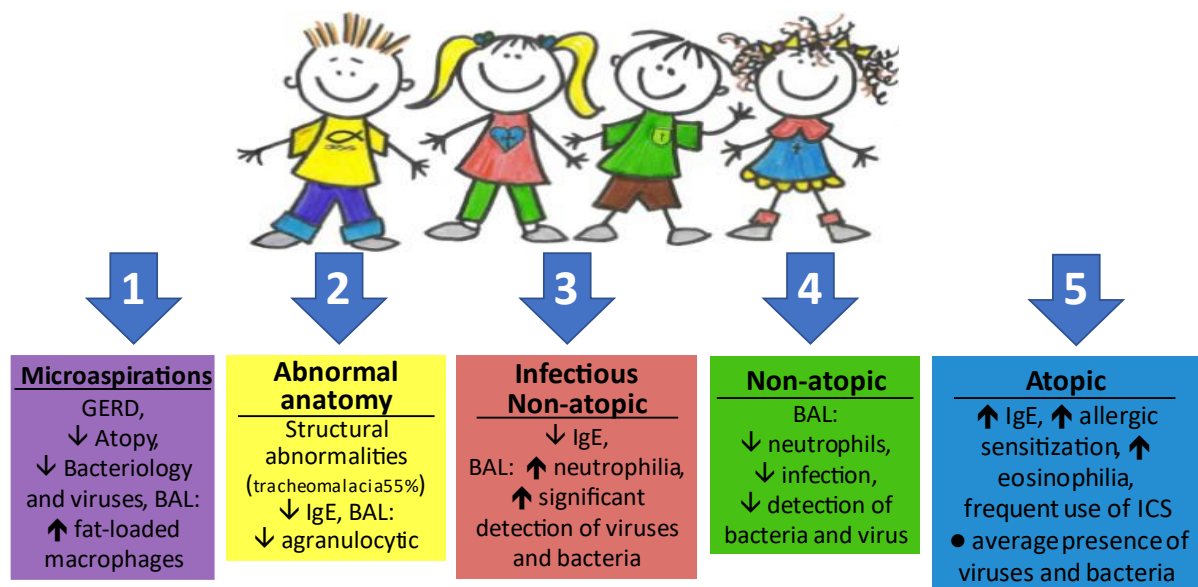 1
2
3
4
5
Microaspirations
GERD,
↓ Atopy,
↓ Bacteriology
and viruses, BAL:
↑ fat-loaded
macrophages
Abnormal
anatomy
Structural
abnormalities
(tracheomalacia55%)
↓ IgE, BAL:
↓ agranulocytic
Infectious
Non-atopic
↓ IgE,
BAL: ↑ neutrophilia,
↑ significant
detection of viruses
and bacteria
Non-atopic
BAL:
↓ neutrophils,
↓ infection,
↓ detection of
bacteria and virus
Atopic
↑ IgE, ↑ allergic
sensitization, ↑
eosinophilia,
frequent use of ICS
● average presence of
viruses and bacteria